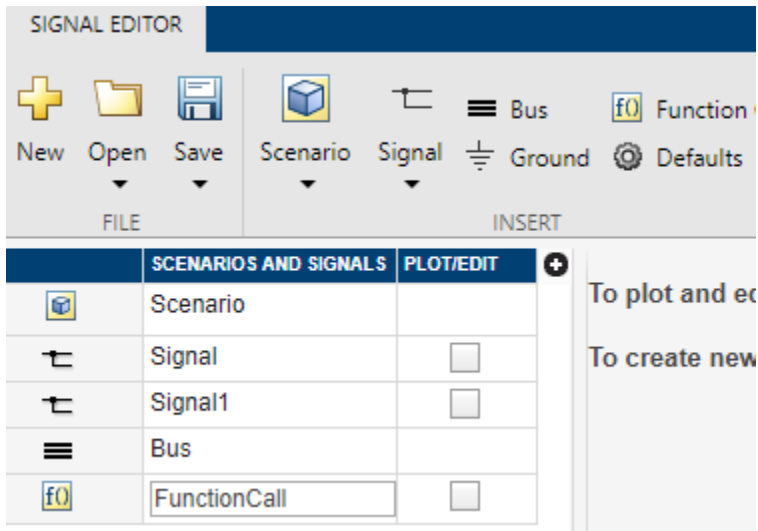 SIGNAL EDITOR
New Open Save Scenario Signal Bus Ground f() Function Defaults
FILE INSERT
SCENARIOS AND SIGNALS PLOT/EDIT
Scenario
Signal
Signal1
Bus
f() FunctionCall
To plot and ed
To create new